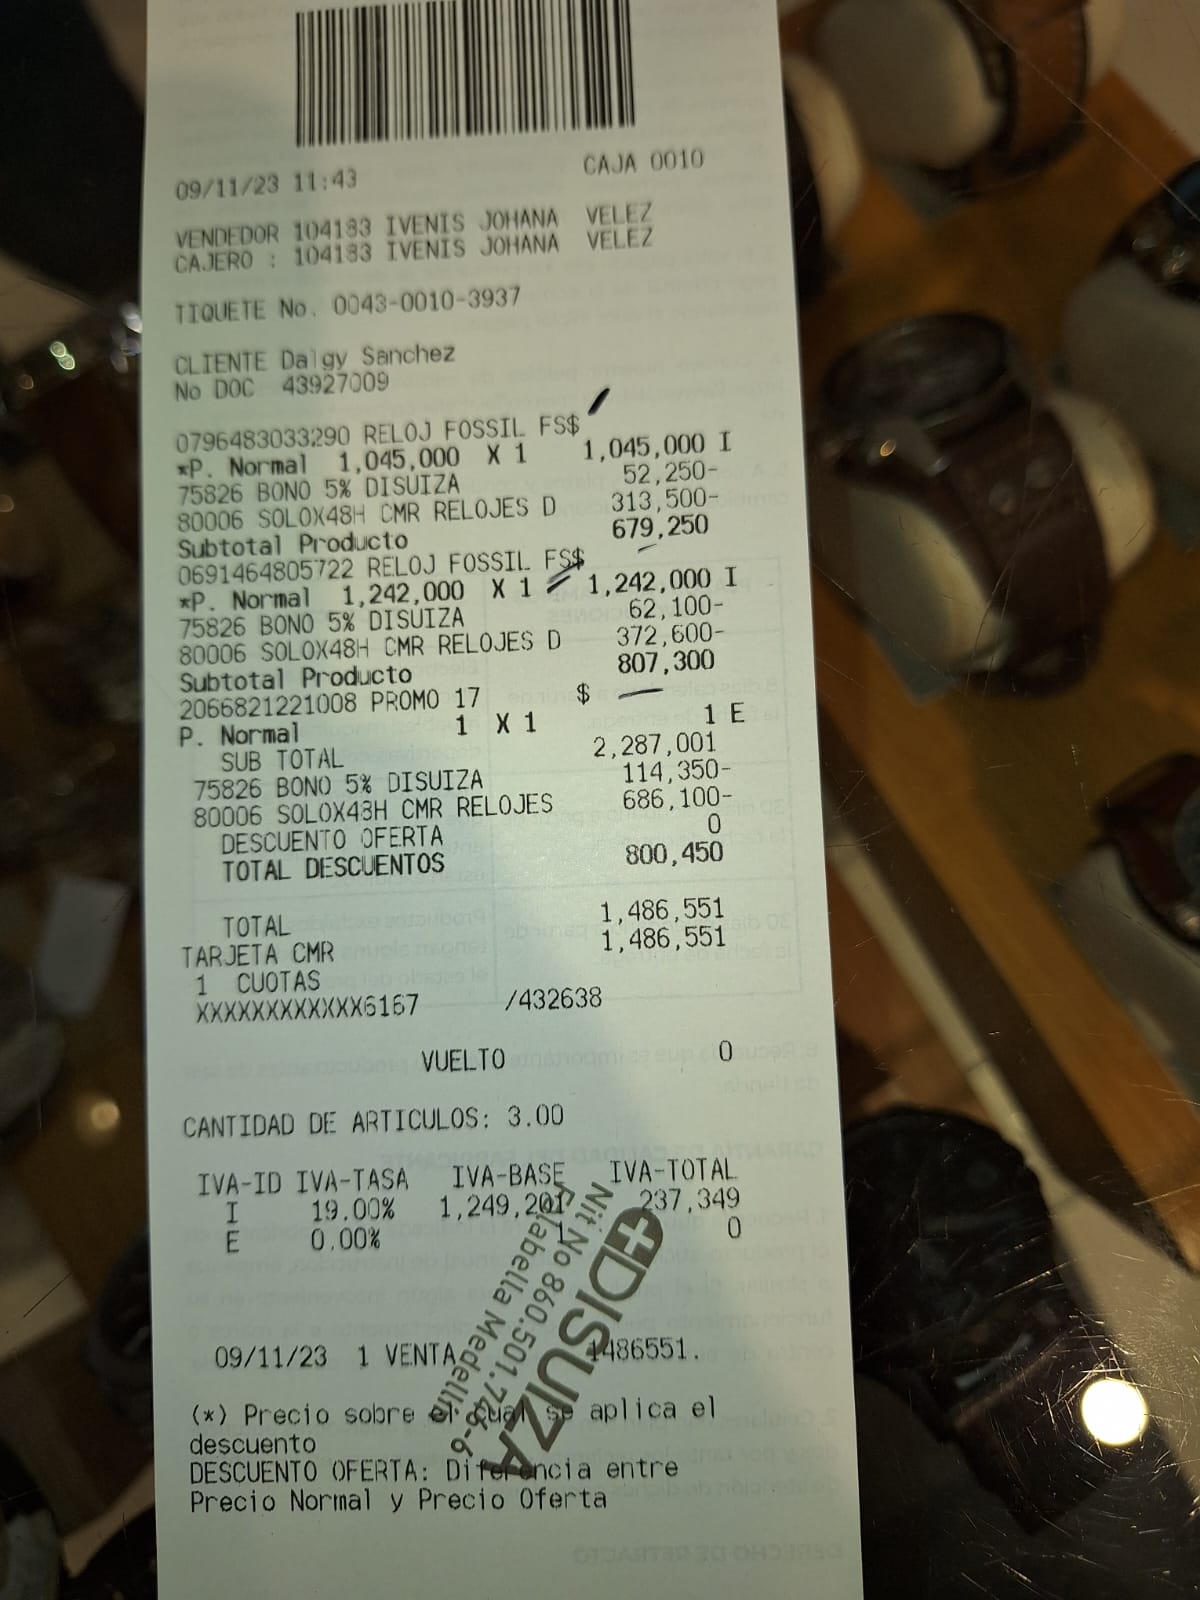 09/11/23 11:43 CAJA 0010
VENDEDOR 104183 IVENIS JOHANA VELEZ
CAJERO : 104183 IVENIS JOHANA VELEZ
TIQUETE No. 0043-0010-3937
CLIENTE Dalgy Sanchez
No DOC 43927009
0796483033290 RELOJ FOSSIL FS$
*P. Normal 1,045,000 X 1 1,045,000 I
75826 BONO 5% DISUIZA 52,250-
80006 SOLOX48H CMR RELOJES D 313,500-
Subtotal Producto 679,250
0691464805722 RELOJ FOSSIL FS$
*P. Normal 1,242,000 X 1 1,242,000 I
75826 BONO 5% DISUIZA 62,100-
80006 SOLOX48H CMR RELOJES D 372,600-
Subtotal Producto 807,300
2066821221008 PROMO 17 $
P. Normal 1 X 1 1 E
SUB TOTAL 2,287,001
75826 BONO 5% DISUIZA 114,350-
80006 SOLOX48H CMR RELOJES 686,100-
DESCUENTO OFERTA 0
TOTAL DESCUENTOS 800,450
TOTAL 1,486,551
TARJETA CMR 1,486,551
1 CUOTAS
XXXXXXXXXXXX6167 /432638
VUELTO 0
CANTIDAD DE ARTICULOS: 3.00
IVA-ID IVA-TASA IVA-BASE IVA-TOTAL
I 19.00% 1,249,201 237,349
E 0.00% 1 0
DISUIZA
Nit.No 860.501.746-6
Falabella Medellin
09/11/23 1 VENTA 1486551.
(*) Precio sobre el cual se aplica el
descuento
DESCUENTO OFERTA: Diferencia entre
Precio Normal y Precio Oferta